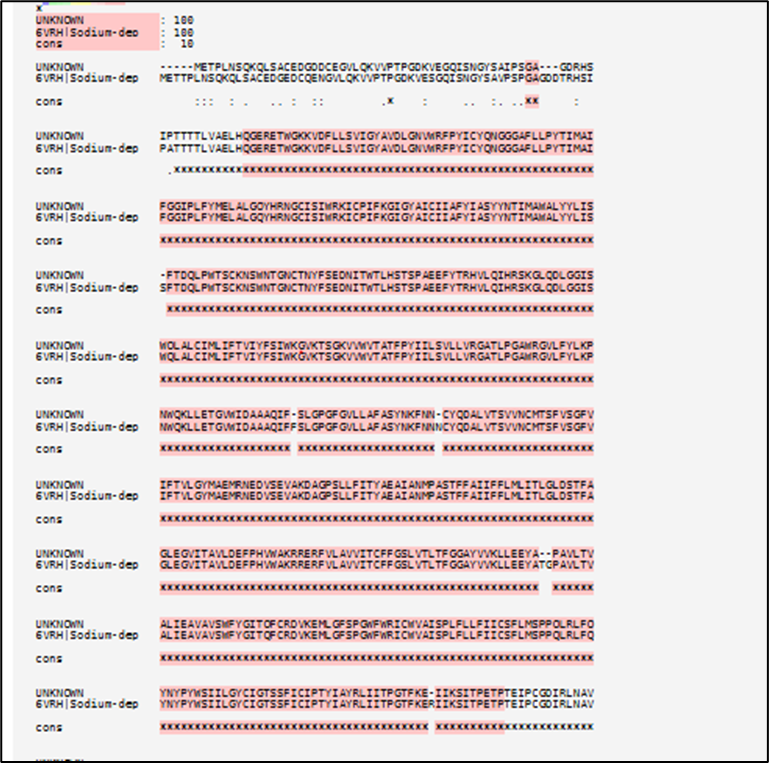 UNKNOWN : 100
6VRH|Sodium-dep : 100
cons : 10
UNKNOWN -----METPLNSQKQLSACEDGDDCEGVLQKVVPTPGDKVEGQISNGYSAIPSGA---GDRHS
6VRH|Sodium-dep METTPLNSQKQLSACEDGEDCQENGVLQKVVPTPGDKVESGQISNGYSAVPSPGAGDDTRHSI
cons ::: : . .. : :: .x : .. :. ..xx :
UNKNOWN IPTTTTLVAELHQGERETWGKKVDFLLSVIGYAVDLGNVWRFPYICYQNGGGAFLLPYTIMAI
6VRH|Sodium-dep PATTTTLVAELHQGERETWGKKVDFLLSVIGYAVDLGNVWRFPYICYQNGGGAFLLPYTIMAI
cons .xxxxxxxxxxxxxxxxxxxxxxxxxxxxxxxxxxxxxxxxxxxxxxxxxxxxxxxxxxxxx
UNKNOWN FGGIPLFYMELALGQYHRNGCISIWRKICPIFKGIGYAICIIAFYIASYYNTIMAWALYYLIS
6VRH|Sodium-dep FGGIPLFYMELALGQYHRNGCISIWRKICPIFKGIGYAICIIAFYIASYYNTIMAWALYYLIS
cons xxxxxxxxxxxxxxxxxxxxxxxxxxxxxxxxxxxxxxxxxxxxxxxxxxxxxxxxxxxxxxx
UNKNOWN -FTDQLPWTSCKNSWNTGNCTNYFSEDNITWTLHSTSPAEEFYTRHVLQIHRSKGLQDLGGIS
6VRH|Sodium-dep SFTDQLPWTSCKNSWNTGNCTNYFSEDNITWTLHSTSPAEEFYTRHVLQIHRSKGLQDLGGIS
cons xxxxxxxxxxxxxxxxxxxxxxxxxxxxxxxxxxxxxxxxxxxxxxxxxxxxxxxxxxxxxx
UNKNOWN WQLALCIMLIFTVIYFSIWKGVKTSGKVVWVTATFPYIILSVLLVRGATLPGAWRGVLFYLKP
6VRH|Sodium-dep WQLALCIMLIFTVIYFSIWKGVKTSGKVVWVTATFPYIILSVLLVRGATLPGAWRGVLFYLKP
cons xxxxxxxxxxxxxxxxxxxxxxxxxxxxxxxxxxxxxxxxxxxxxxxxxxxxxxxxxxxxxxx
UNKNOWN NWQKLLETGVWIDAAAQIF-SLGPGFGVLLAFASYNKFNN-CYQDALVTSVVNCMTSFVSGFV
6VRH|Sodium-dep NWQKLLETGVWIDAAAQIFFSLGPGFGVLLAFASYNKFNNNCYQDALVTSVVNCMTSFVSGFV
cons xxxxxxxxxxxxxxxxxxx xxxxxxxxxxxxxxxxxxxx xxxxxxxxxxxxxxxxxxxxxx
UNKNOWN IFTVLGYMAEMRNEDVSEVAKDAGPSLLFITYAEAIANMPASTFFAIIFFLMLITLGLDSTFA
6VRH|Sodium-dep IFTVLGYMAEMRNEDVSEVAKDAGPSLLFITYAEAIANMPASTFFAIIFFLMLITLGLDSTFA
cons xxxxxxxxxxxxxxxxxxxxxxxxxxxxxxxxxxxxxxxxxxxxxxxxxxxxxxxxxxxxxxx
UNKNOWN GLEGVITAVLDEFPHVWAKRRERFVLAVVITCFFGSLVTLTFGGAYVVKLLEEYA--PAVLTV
6VRH|Sodium-dep GLEGVITAVLDEFPHVWAKRRERFVLAVVITCFFGSLVTLTFGGAYVVKLLEEYATGPAVLTV
cons xxxxxxxxxxxxxxxxxxxxxxxxxxxxxxxxxxxxxxxxxxxxxxxxxxxxxxx xxxxxx
UNKNOWN ALIEAVAVSWFYGITQFCRDVKEMLGFSPGWFWRICWVAISPLFLLFIICSFLMSPPQLRLFQ
6VRH|Sodium-dep ALIEAVAVSWFYGITQFCRDVKEMLGFSPGWFWRICWVAISPLFLLFIICSFLMSPPQLRLFQ
cons xxxxxxxxxxxxxxxxxxxxxxxxxxxxxxxxxxxxxxxxxxxxxxxxxxxxxxxxxxxxxxx
UNKNOWN YNYPYWSIILGYCIGTSSFICIPTYIAYRLIITPGTFKE-IIKSITPETPTEIPCGDIRLNAV
6VRH|Sodium-dep YNYPYWSIILGYCIGTSSFICIPTYIAYRLIITPGTFKERIIKSITPETPTEIPCGDIRLNAV
cons xxxxxxxxxxxxxxxxxxxxxxxxxxxxxxxxxxxxxxx xxxxxxxxxxxxxxxxxxxxxxx